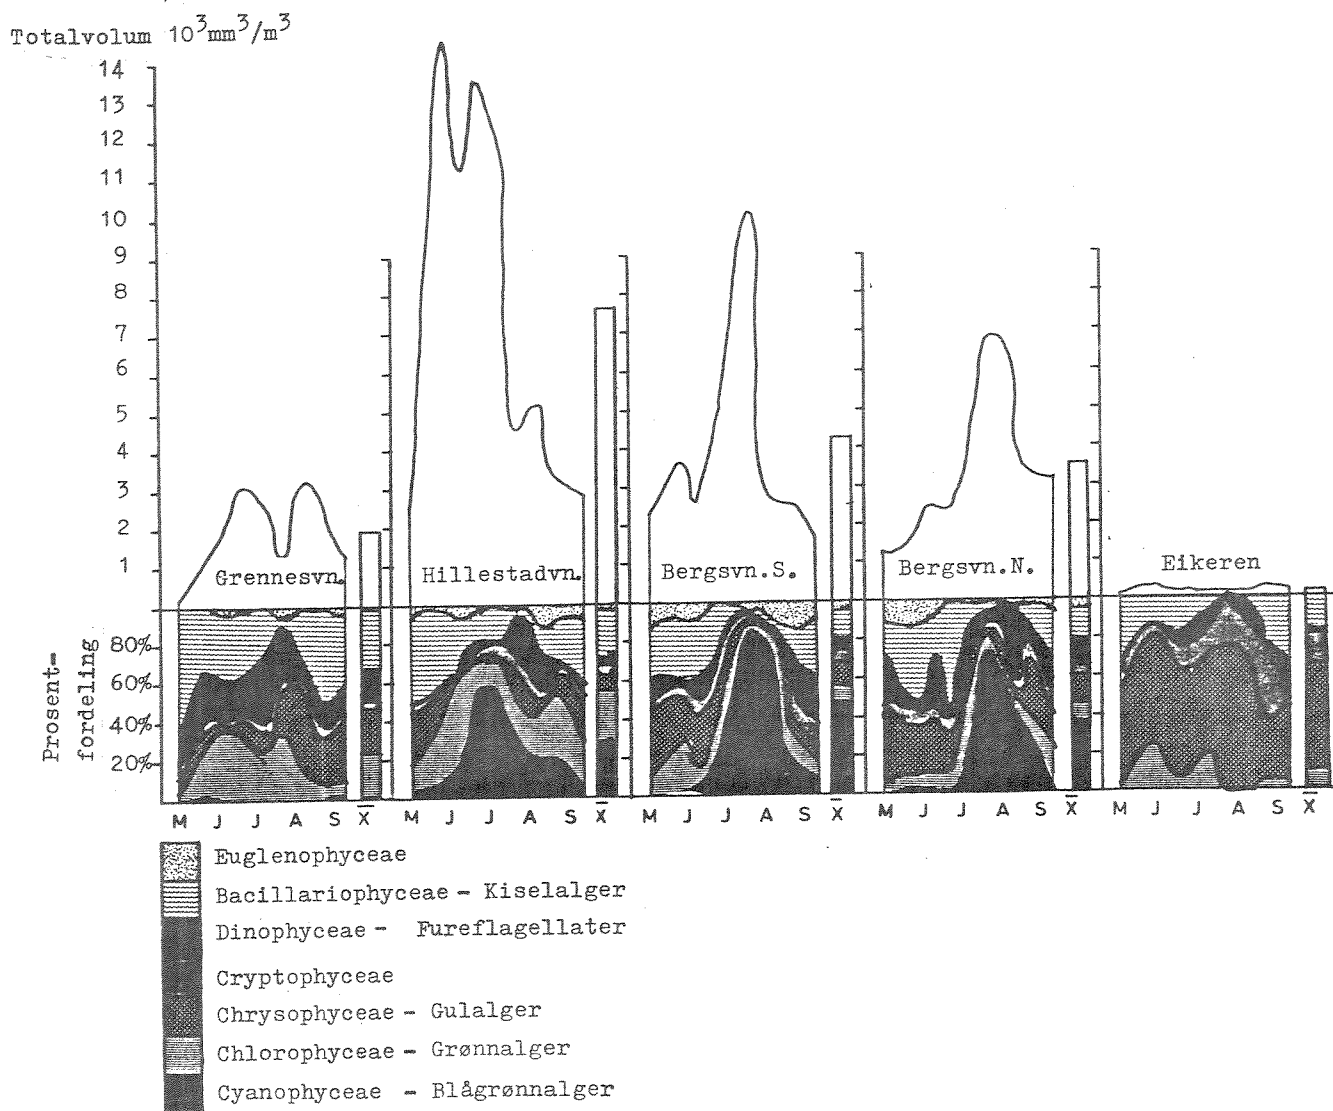 Totalvolum 10³mm³/m³
14
13
12
11
10
9
8
7
6
5
4
3
2
1
Grennesvn. Hillestadvn. Bergsvn.S. Bergsvn.N. Eikeren
Prosent-
fordeling
80%
60%
40%
20%
M J J A S X̄ M J J A S X̄ M J J A S X̄ M J J A S X̄ M J J A S X̄
Euglenophyceae
Bacillariophyceae - Kiselalger
Dinophyceae - Fureflagellater
Cryptophyceae
Chrysophyceae - Gulalger
Chlorophyceae - Grønnalger
Cyanophyceae - Blågrønnalger